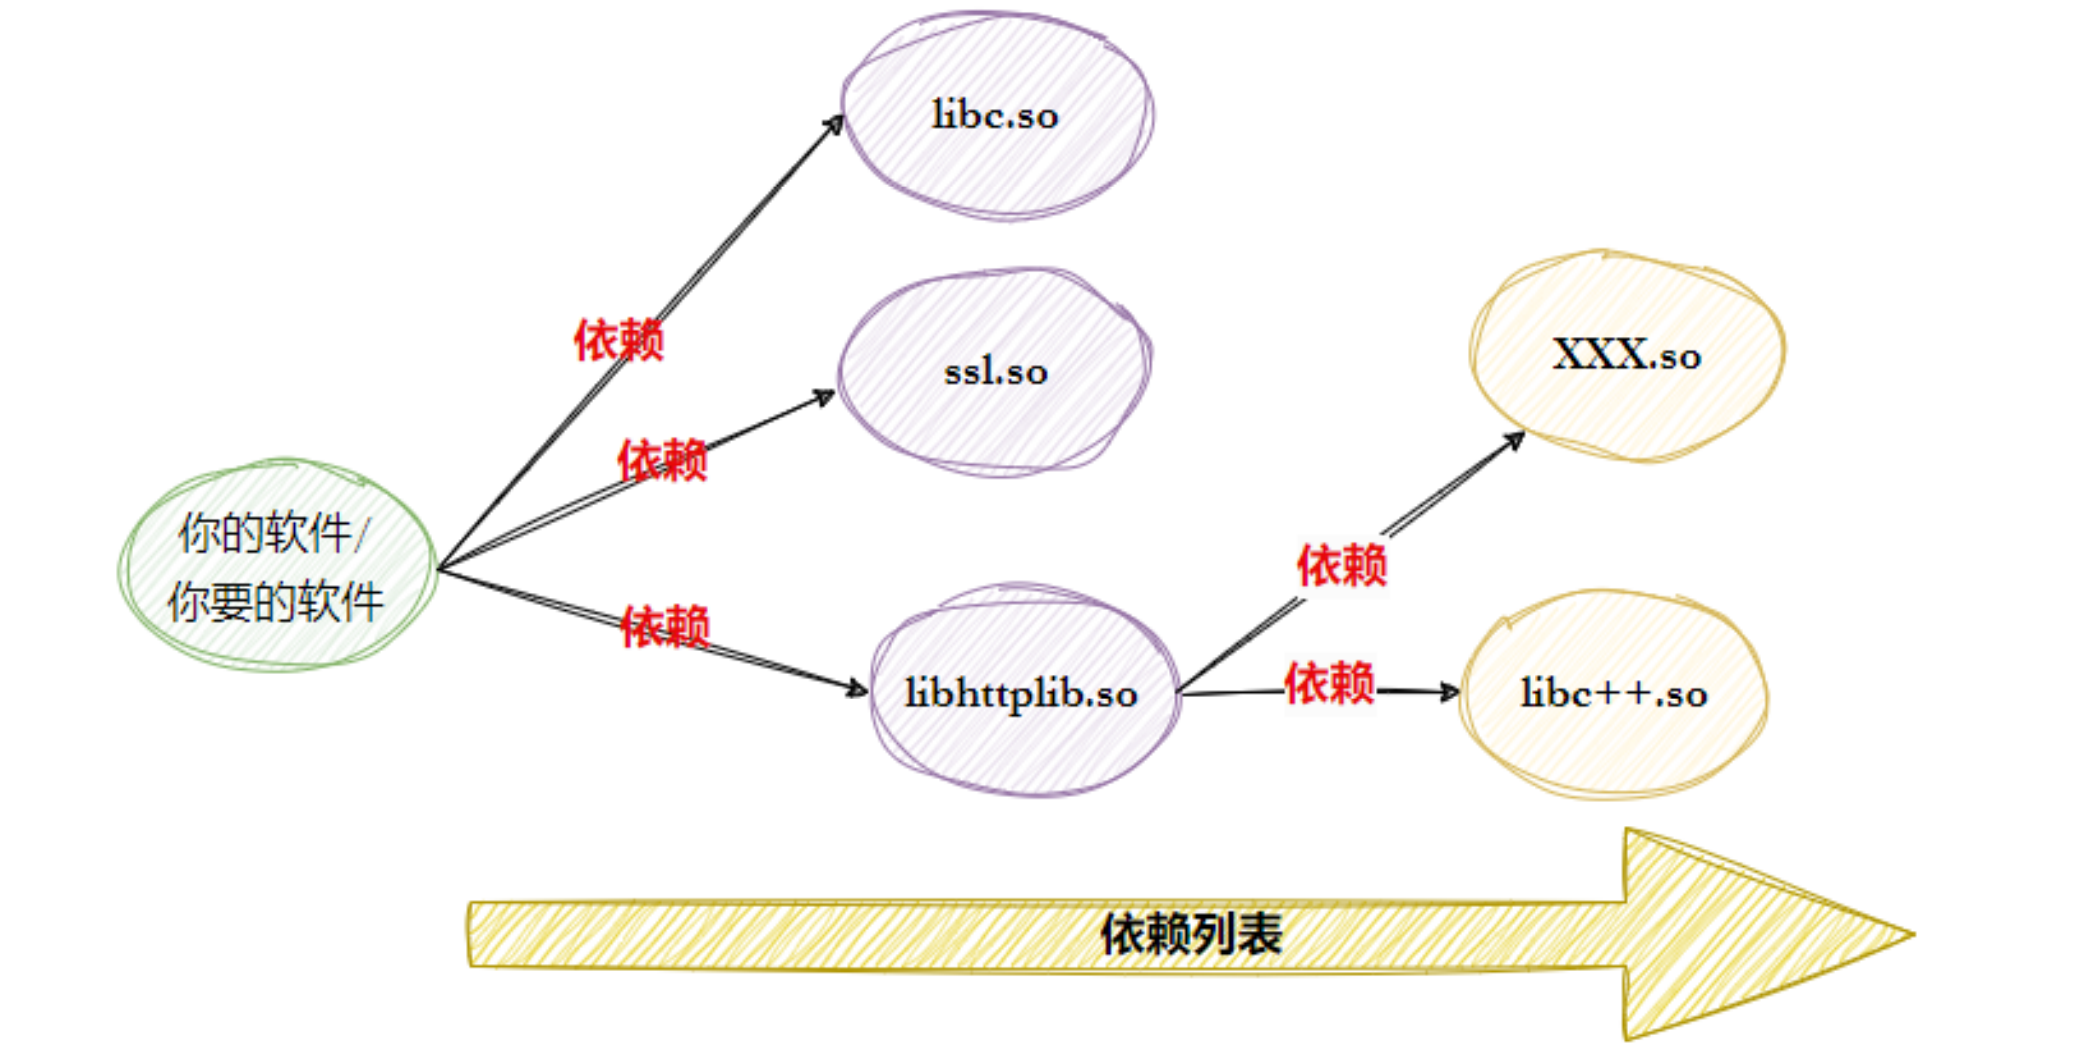 libc.so
依赖
ssl.so
XXX.so
依赖
你的软件/
你要的软件
依赖
依赖
libhttplib.so
依赖
libc++.so
依赖列表